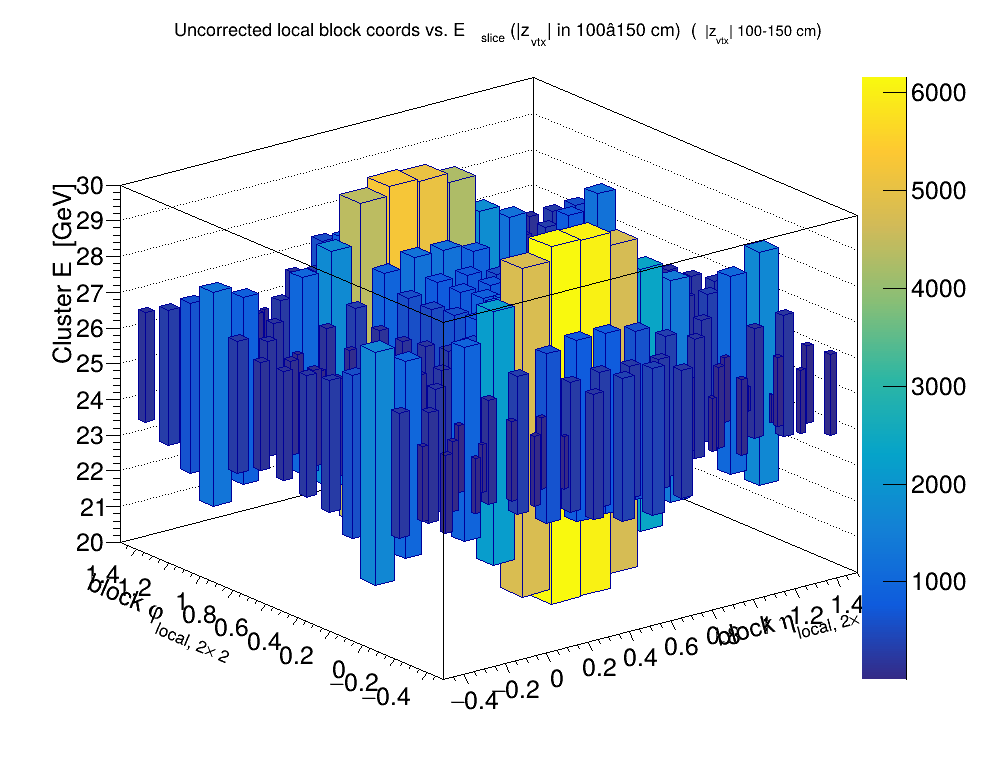 Uncorrected local block coords vs. E slice (|z vtx| in 100â150 cm) ( |z vtx| 100-150 cm)
Cluster E [GeV]
30
29
28
27
26
25
24
23
22
21
20
6000
5000
4000
3000
2000
1000
1.4 1.2 1 0.8 0.6 0.4 0.2 0 −0.2 −0.4
block φ local, 2×2
−0.4 −0.2 0 0.2 0.4 0.6 0.8 1 1.2 1.4
block η local, 2×